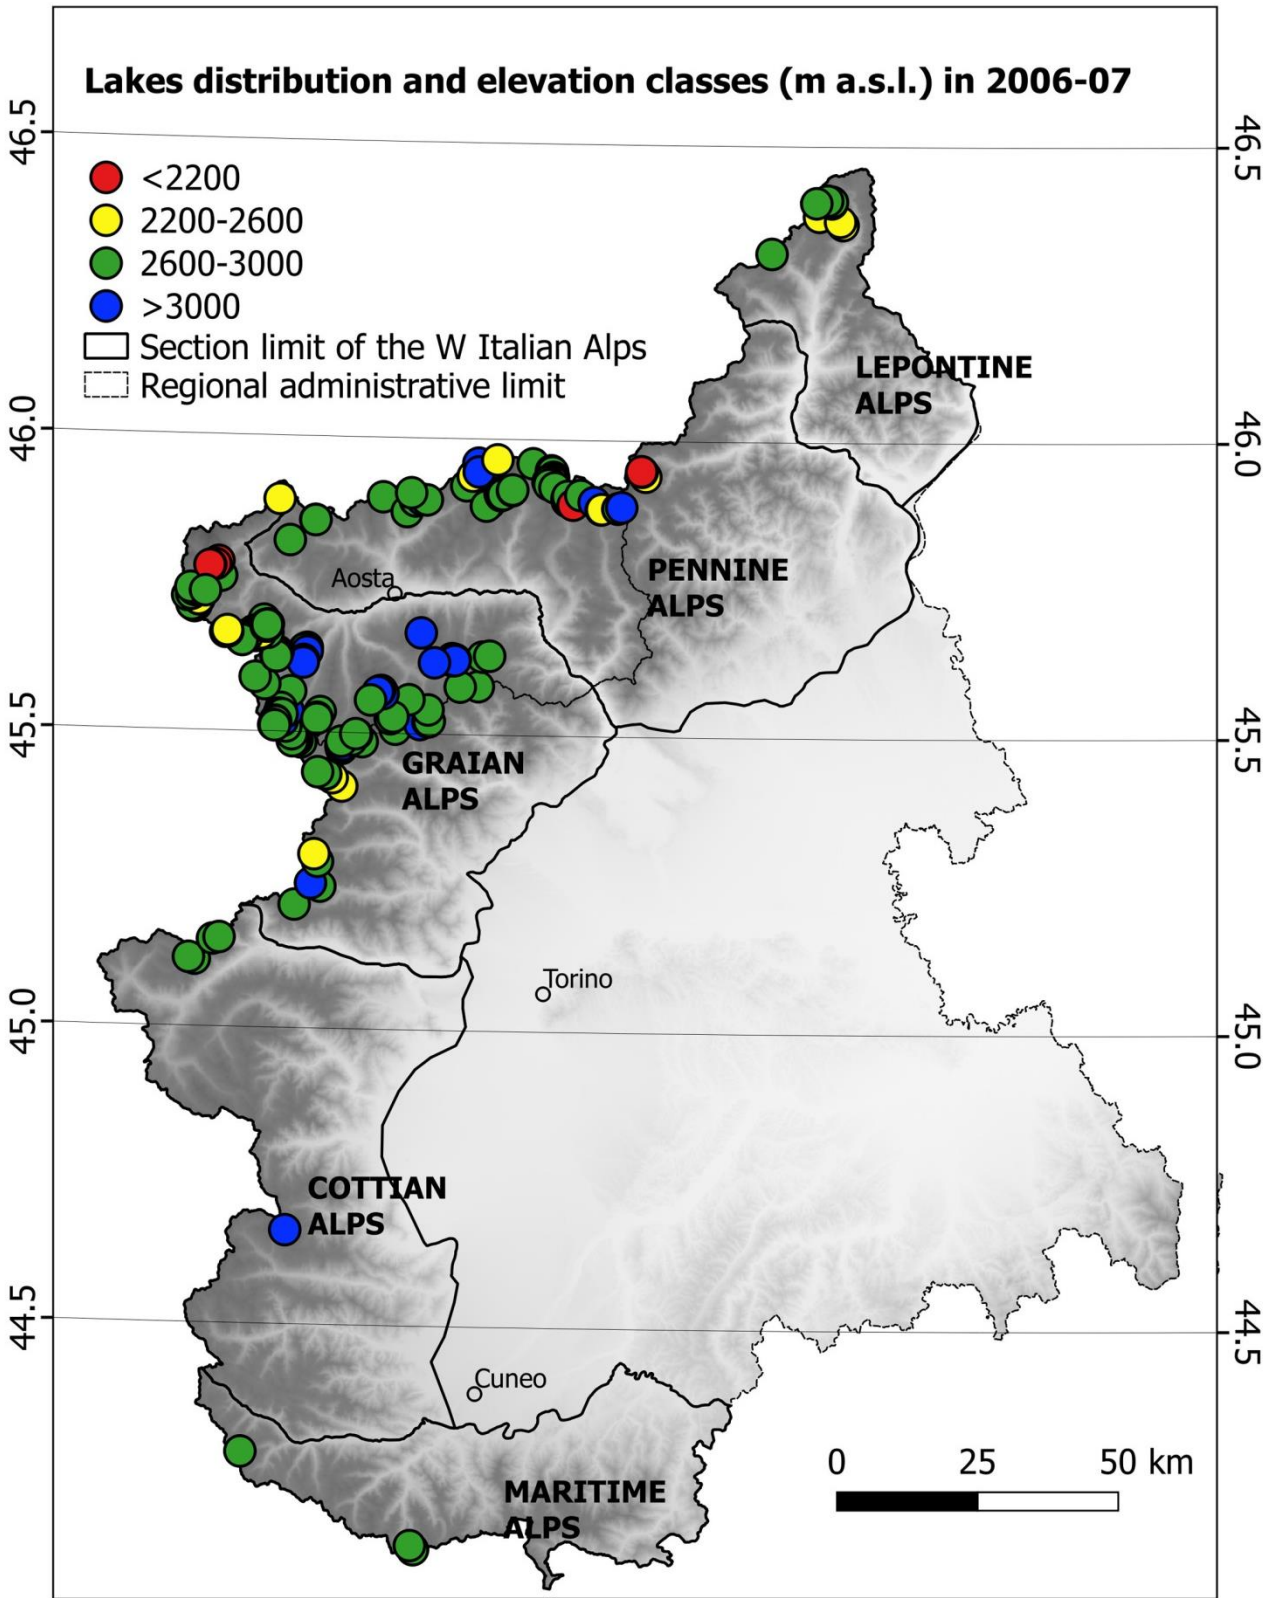 Lakes distribution and elevation classes (m a.s.l.) in 2006-07
<2200
2200-2600
2600-3000
>3000
Section limit of the W Italian Alps
Regional administrative limit
46.5
46.5
LEPONTINE
ALPS
46.0
46.0
PENNINE
ALPS
Aosta
45.5
45.5
GRAIAN
ALPS
Torino
45.0
45.0
COTTIAN
ALPS
44.5
44.5
Cuneo
0 25 50 km
MARITIME
ALPS